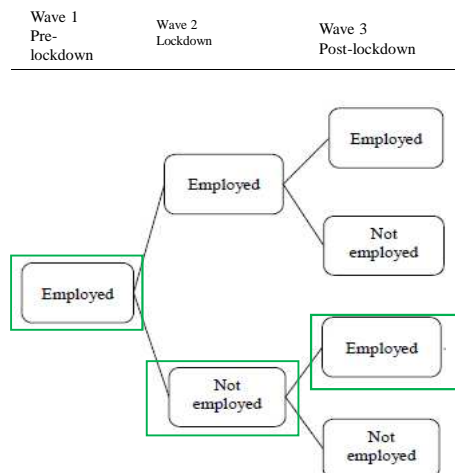 Wave 1
Pre-
lockdown
Wave 2
Lockdown
Wave 3
Post-lockdown
Employed
Employed
Not
employed
Employed
Not
employed
Employed
Not
employed